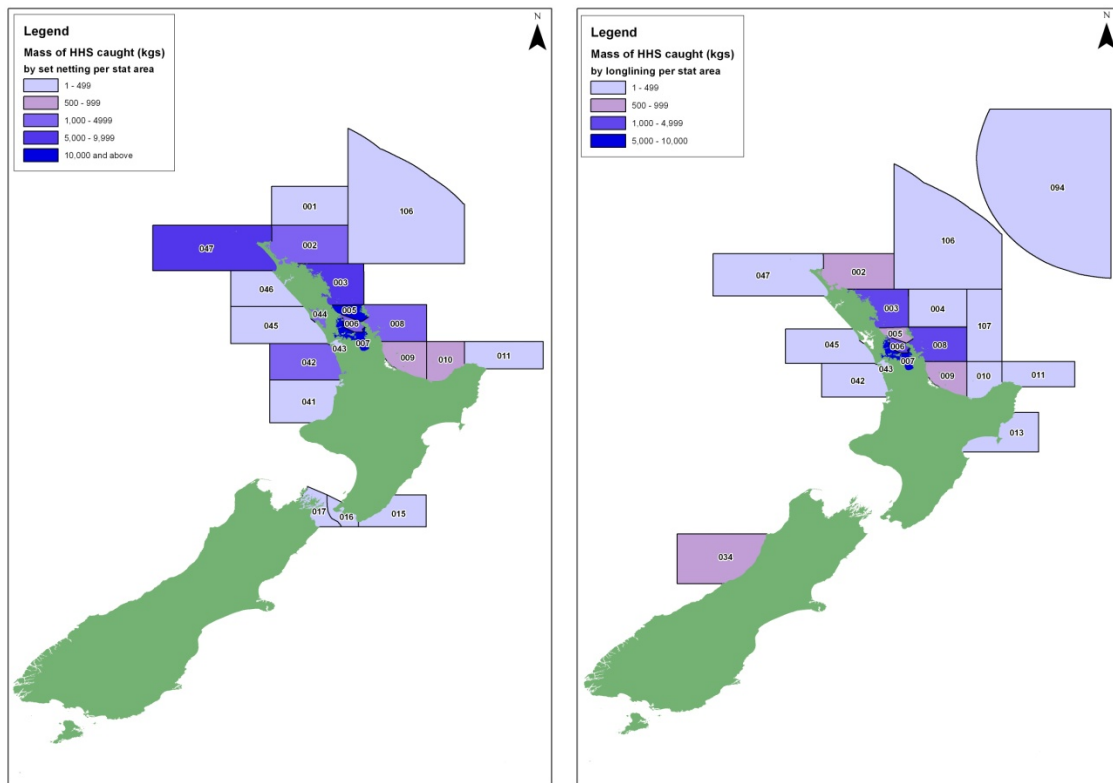 N
Legend
Mass of HHS caught (kgs)
by set netting per stat area
1 - 499
500 - 999
1,000 - 4999
5,000 - 9,999
10,000 and above
001
106
047
002
003
046
044
005
006
008
045
043
007
042
009
010
011
041
017
016
015
N
Legend
Mass of HHS caught (kgs)
by longlining per stat area
1 - 499
500 - 999
1,000 - 4,999
5,000 - 10,000
094
106
047
002
003
004
107
005
045
006
008
043
007
042
009
010
011
013
034